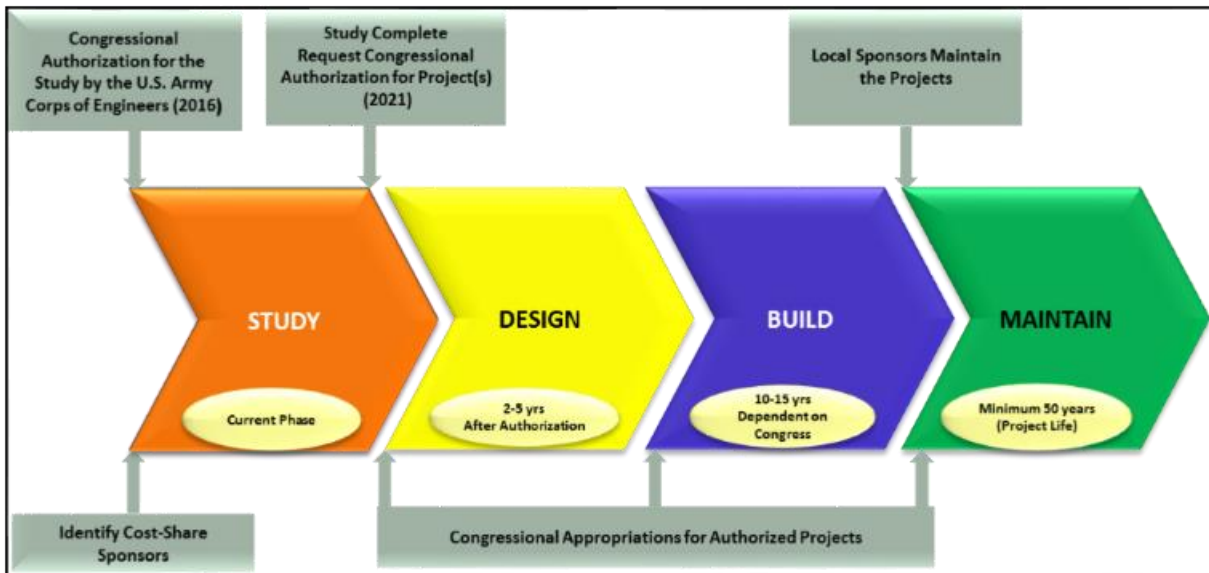 Congressional
Authorization for the
Study by the U.S. Army
Corps of Engineers (2016)
Study Complete
Request Congressional
Authorization for Project(s)
(2021)
Local Sponsors Maintain
the Projects
STUDY
DESIGN
BUILD
MAINTAIN
Current Phase
2-5 yrs
After Authorization
10-15 yrs
Dependent on
Congress
Minimum 50 years
(Project Life)
Identify Cost-Share
Sponsors
Congressional Appropriations for Authorized Projects